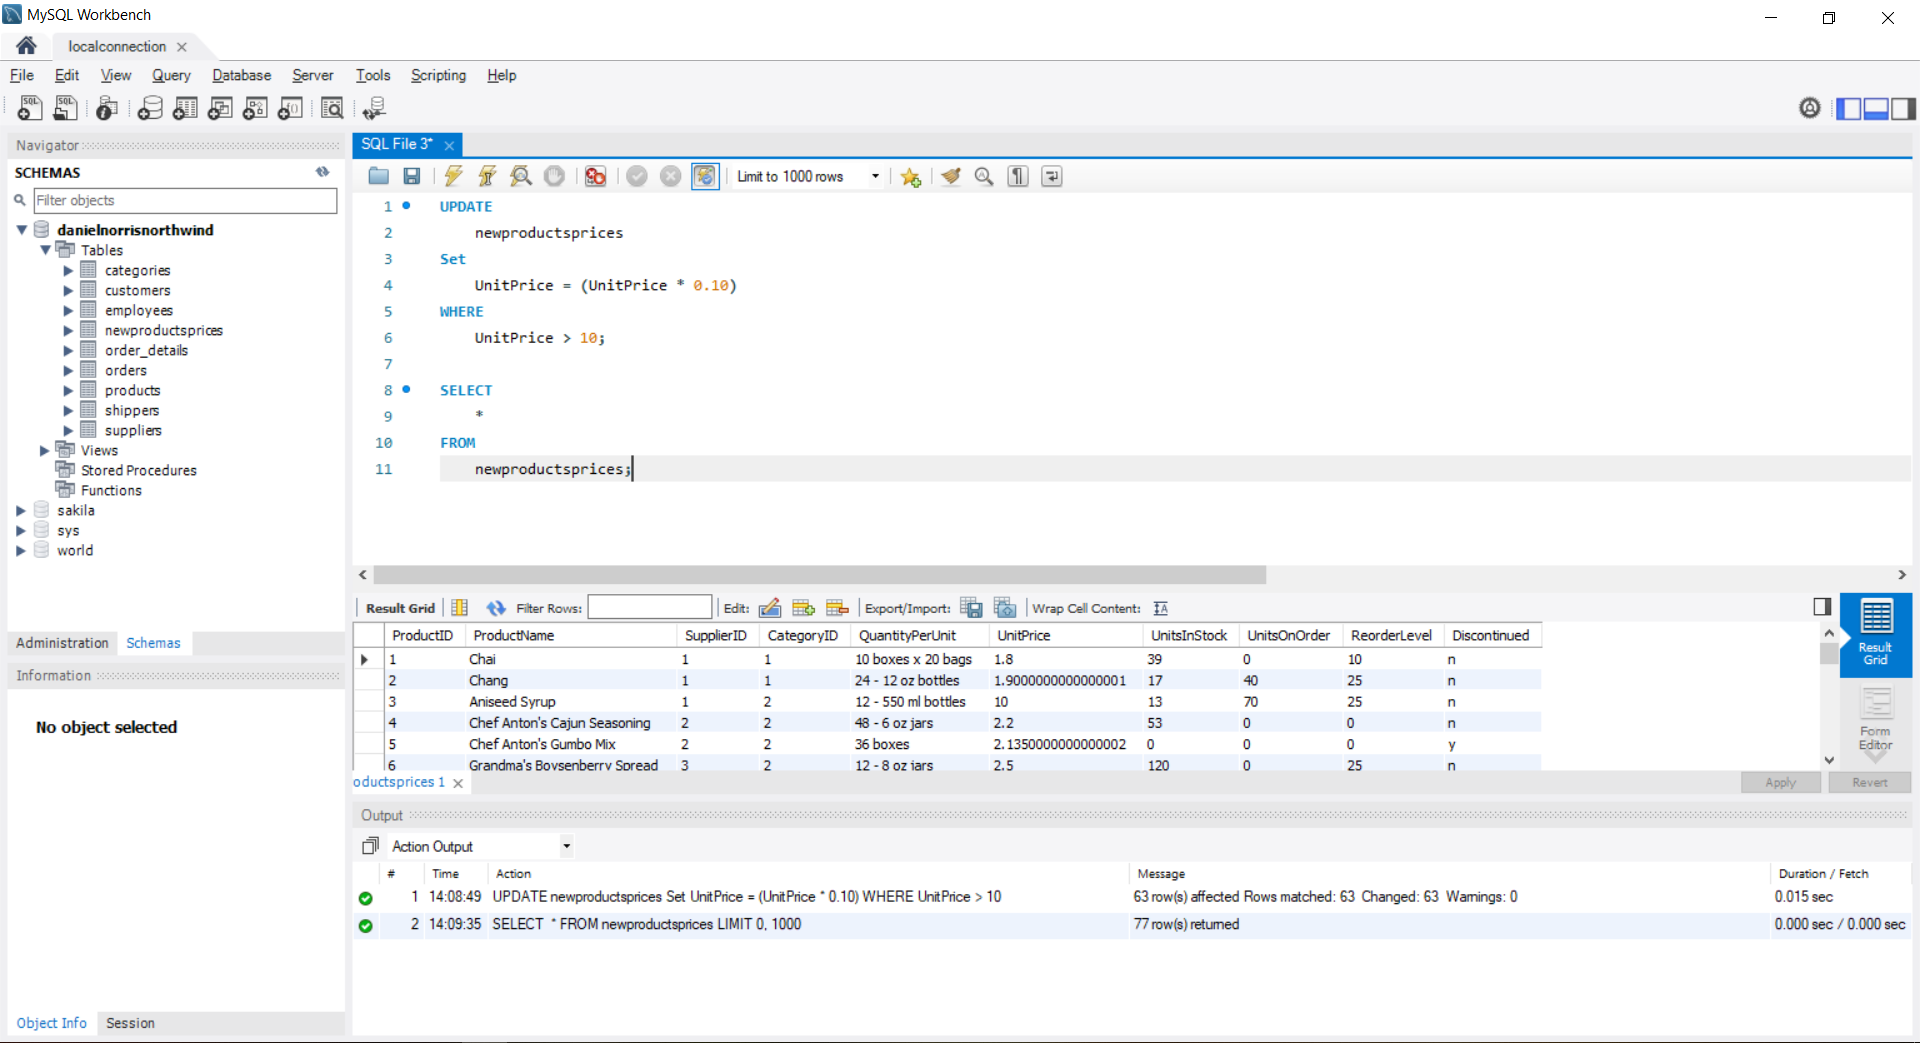 MySQL Workbench
localconnection
File Edit View Query Database Server Tools Scripting Help
Navigator
SCHEMAS
Filter objects
danielnorrisnorthwind
Tables
categories
customers
employees
newproductsprices
order_details
orders
products
shippers
suppliers
Views
Stored Procedures
Functions
sakila
sys
world
Administration Schemas
Information
No object selected
Object Info Session
SQL File 3*
Limit to 1000 rows
1 UPDATE
2 newproductsprices
3 Set
4 UnitPrice = (UnitPrice * 0.10)
5 WHERE
6 UnitPrice > 10;
7
8 SELECT
9 *
10 FROM
11 newproductsprices;
Result Grid Filter Rows: Edit: Export/Import: Wrap Cell Content:
ProductID ProductName SupplierID CategoryID QuantityPerUnit UnitPrice UnitsInStock UnitsOnOrder ReorderLevel Discontinued
1 Chai 1 1 10 boxes x 20 bags 1.8 39 0 10 n
2 Chang 1 1 24 - 12 oz bottles 1.9000000000000001 17 40 25 n
3 Aniseed Syrup 1 2 12 - 550 ml bottles 10 13 70 25 n
4 Chef Anton's Cajun Seasoning 2 2 48 - 6 oz jars 2.2 53 0 0 n
5 Chef Anton's Gumbo Mix 2 2 36 boxes 2.1350000000000002 0 0 0 y
6 Grandma's Boysenberry Spread 3 2 12 - 8 oz jars 2.5 120 0 25 n
Result Grid
Form Editor
oductsprices 1
Apply Revert
Output
Action Output
# Time Action Message Duration / Fetch
1 14:08:49 UPDATE newproductsprices Set UnitPrice = (UnitPrice * 0.10) WHERE UnitPrice > 10 63 row(s) affected Rows matched: 63 Changed: 63 Warnings: 0 0.015 sec
2 14:09:35 SELECT * FROM newproductsprices LIMIT 0, 1000 77 row(s) returned 0.000 sec / 0.000 sec